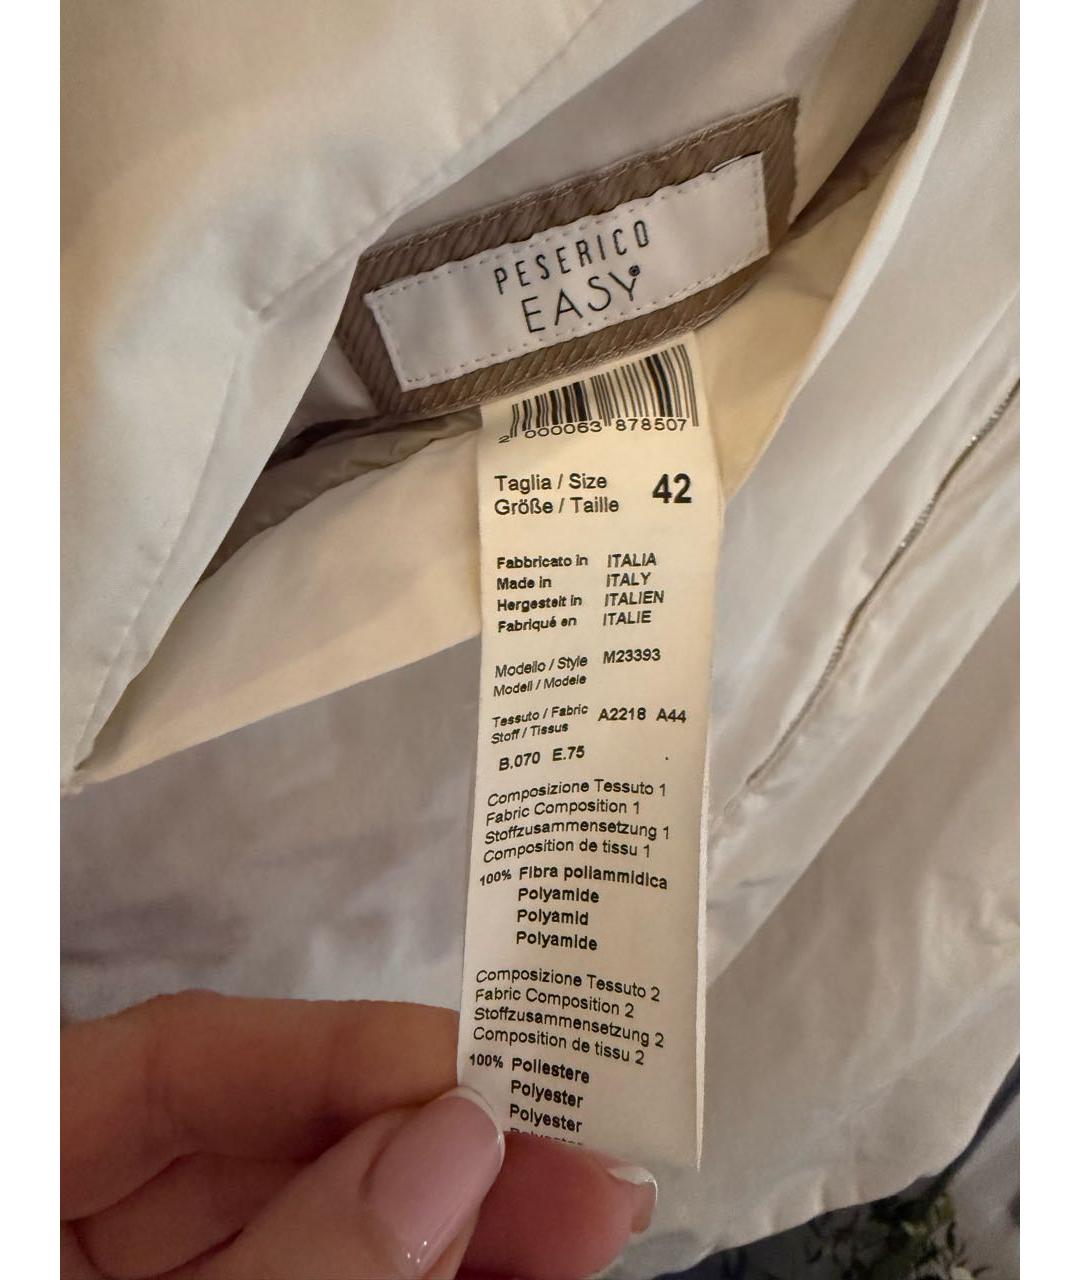 PESERICO
EASY®
2 000063 878507
Taglia / Size 42
Größe / Taille
Fabbricato in ITALIA
Made in ITALY
Hergestelt in ITALIEN
Fabriqué en ITALIE
Modello / Style M23393
Modell / Modele
Tessuto / Fabric A2218 A44
Stoff / Tissus
B.070 E.75
Composizione Tessuto 1
Fabric Composition 1
Stoffzusammensetzung 1
Composition de tissu 1
100% Fibra poliammidica
Polyamide
Polyamid
Polyamide
Composizione Tessuto 2
Fabric Composition 2
Stoffzusammensetzung 2
Composition de tissu 2
100% Poliestere
Polyester
Polyester